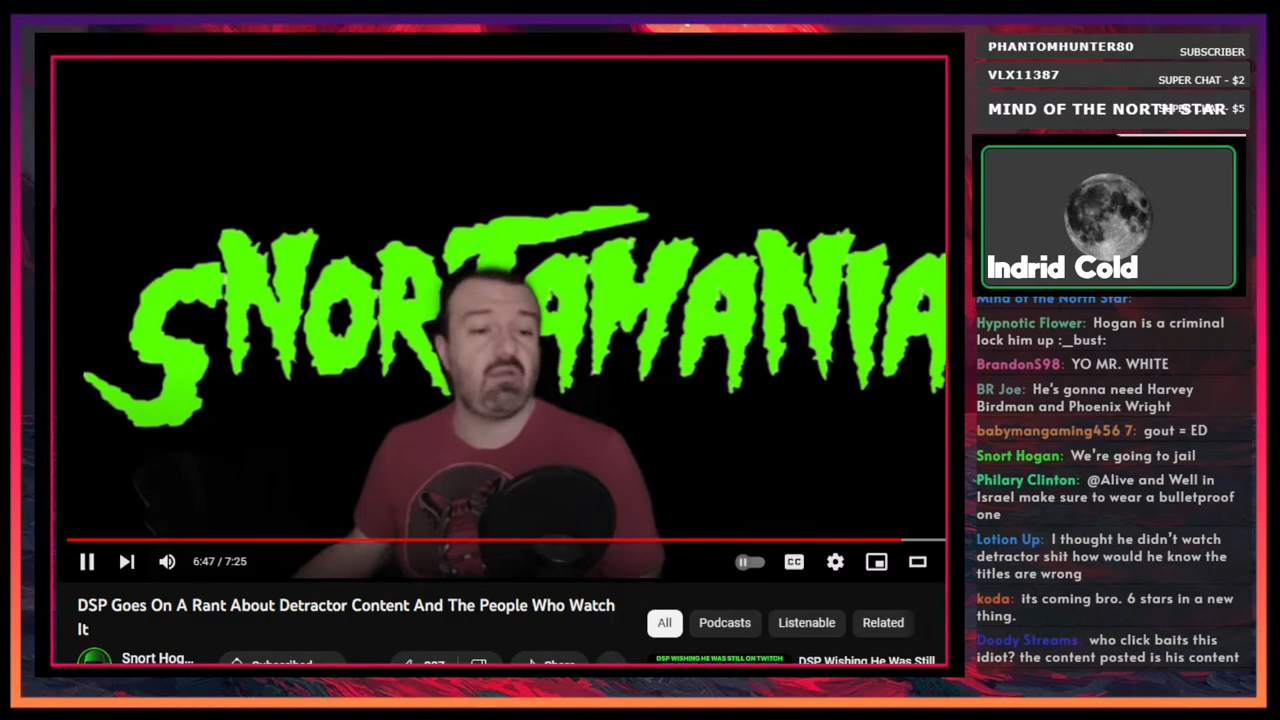 SNORTAMANIA
6:47 / 7:25
CC
DSP Goes On A Rant About Detractor Content And The People Who Watch
It
All
Podcasts
Listenable
Related
Snort Hog...
Subscribed
Share
DSP WISHING HE WAS STILL ON TWITCH
DSP Wishing He Was Still
PHANTOMHUNTER80
SUBSCRIBER
VLX11387
SUPER CHAT - $2
MIND OF THE NORTH STAR
SUPER CHAT - $5
Indrid Cold
Mind of the North Star:
Hypnotic Flower: Hogan is a criminal
lock him up :_bust:
BrandonS98: YO MR. WHITE
BR Joe: He's gonna need Harvey
Birdman and Phoenix Wright
babymangaming456 7: gout = ED
Snort Hogan: We're going to jail
Philary Clinton: @Alive and Well in
Israel make sure to wear a bulletproof
one
Lotion Up: I thought he didn't watch
detractor shit how would he know the
titles are wrong
koda: its coming bro. 6 stars in a new
thing.
Doody Streams: who click baits this
idiot? the content posted is his content